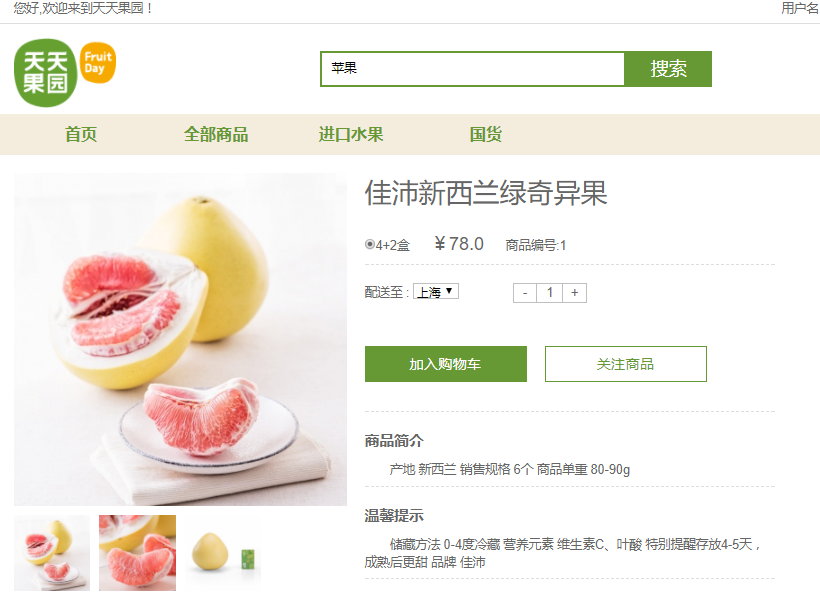 您好,欢迎来到天天果园！
用户名
天天
果园
Fruit
Day
苹果
搜索
首页 全部商品 进口水果 国货
佳沛新西兰绿奇异果
4+2盒 ¥78.0 商品编号:1
配送至 : 上海 - 1 +
加入购物车 关注商品
商品简介
产地 新西兰 销售规格 6个 商品单重 80-90g
温馨提示
储藏方法 0-4度冷藏 营养元素 维生素C、叶酸 特别提醒存放4-5天，
成熟后更甜 品牌 佳沛